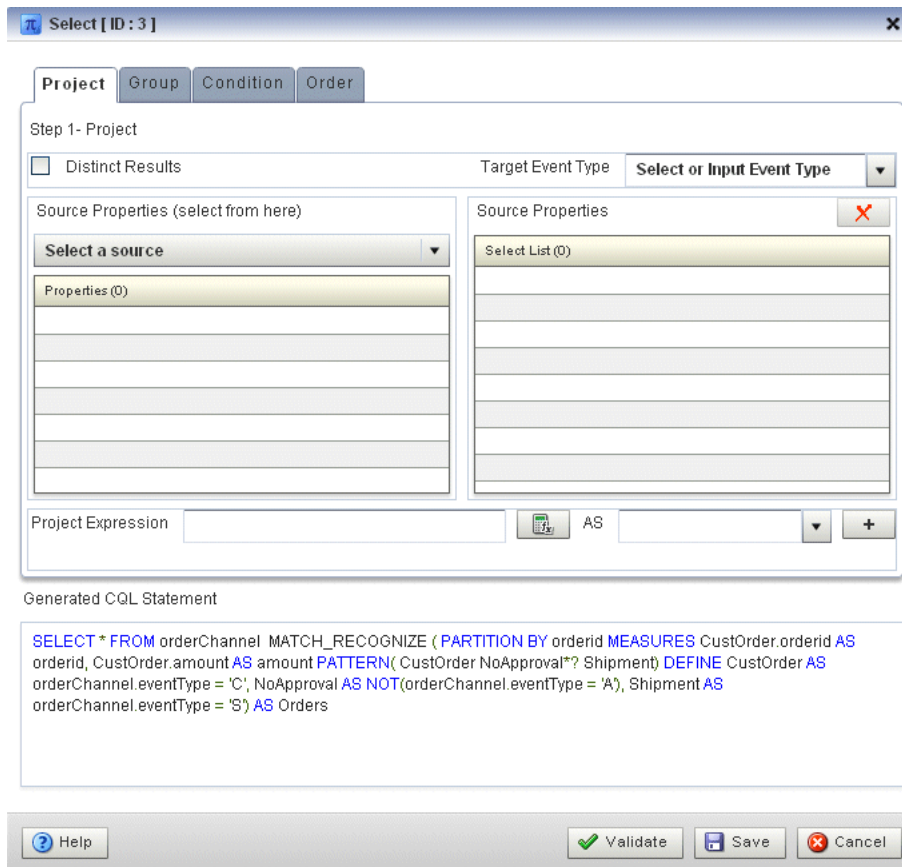 Select [ ID : 3 ]
Project Group Condition Order
Step 1- Project
Distinct Results Target Event Type Select or Input Event Type
Source Properties (select from here) Source Properties
Select a source Select List (0)
Properties (0)
Project Expression AS +
Generated CQL Statement
SELECT * FROM orderChannel MATCH_RECOGNIZE ( PARTITION BY orderid MEASURES CustOrder.orderid AS
orderid, CustOrder.amount AS amount PATTERN( CustOrder NoApproval*? Shipment) DEFINE CustOrder AS
orderChannel.eventType = 'C', NoApproval AS NOT(orderChannel.eventType = 'A'), Shipment AS
orderChannel.eventType = 'S') AS Orders
Help Validate Save Cancel